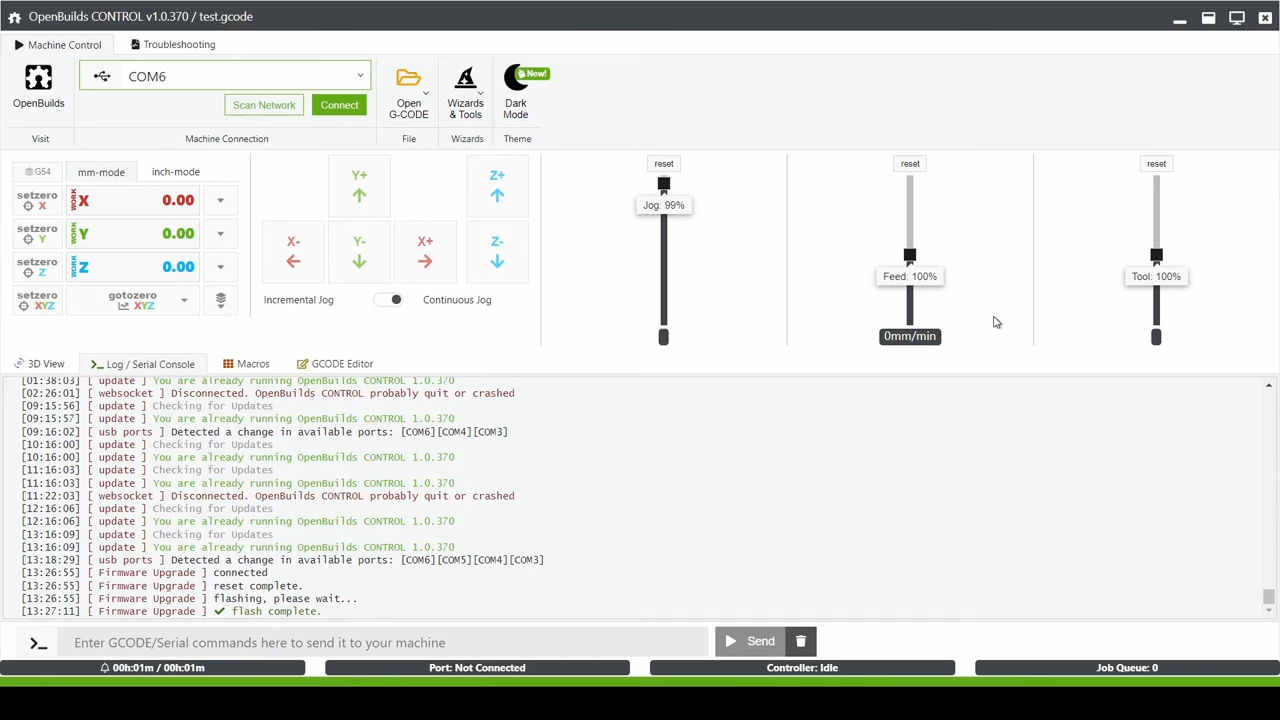 OpenBuilds CONTROL v1.0.370 / test.gcode
Machine Control
Troubleshooting
OpenBuilds
COM6
Scan Network
Connect
Open
G-CODE
Wizards
& Tools
New!
Dark
Mode
Visit
Machine Connection
File
Wizards
Theme
G54
mm-mode
inch-mode
setzero
X
WORK
X
0.00
setzero
Y
WORK
Y
0.00
setzero
Z
WORK
Z
0.00
setzero
XYZ
gotozero
XYZ
Y+
Z+
X-
Y-
X+
Z-
Incremental Jog
Continuous Jog
reset
Jog: 99%
reset
Feed: 100%
0mm/min
reset
Tool: 100%
3D View
Log / Serial Console
Macros
GCODE Editor
[01:38:03] [ update ] You are already running OpenBuilds CONTROL 1.0.370
[02:26:01] [ websocket ] Disconnected. OpenBuilds CONTROL probably quit or crashed
[09:15:56] [ update ] Checking for Updates
[09:15:57] [ update ] You are already running OpenBuilds CONTROL 1.0.370
[09:16:02] [ usb ports ] Detected a change in available ports: [COM6][COM4][COM3]
[10:16:00] [ update ] Checking for Updates
[10:16:00] [ update ] You are already running OpenBuilds CONTROL 1.0.370
[11:16:03] [ update ] Checking for Updates
[11:16:03] [ update ] You are already running OpenBuilds CONTROL 1.0.370
[11:22:03] [ websocket ] Disconnected. OpenBuilds CONTROL probably quit or crashed
[12:16:06] [ update ] Checking for Updates
[12:16:06] [ update ] You are already running OpenBuilds CONTROL 1.0.370
[13:16:09] [ update ] Checking for Updates
[13:16:09] [ update ] You are already running OpenBuilds CONTROL 1.0.370
[13:18:29] [ usb ports ] Detected a change in available ports: [COM6][COM5][COM4][COM3]
[13:26:55] [ Firmware Upgrade ] connected
[13:26:55] [ Firmware Upgrade ] reset complete.
[13:26:55] [ Firmware Upgrade ] flashing, please wait...
[13:27:11] [ Firmware Upgrade ] ✔ flash complete.
Enter GCODE/Serial commands here to send it to your machine
Send
00h:01m / 00h:01m
Port: Not Connected
Controller: Idle
Job Queue: 0